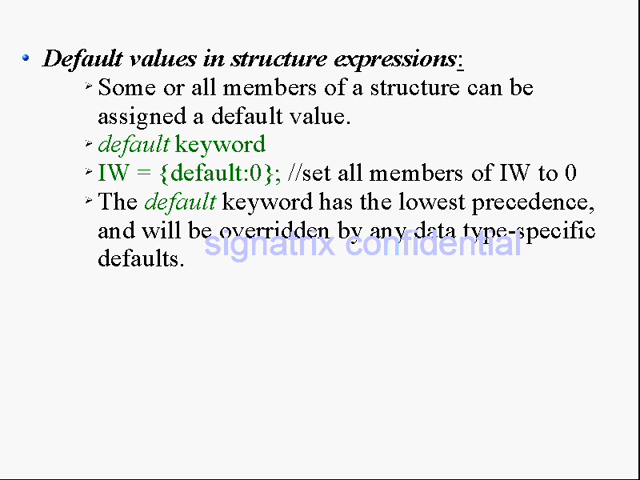 Default values in structure expressions:
Some or all members of a structure can be
assigned a default value.
default keyword
IW = {default:0}; //set all members of IW to 0
The default keyword has the lowest precedence,
and will be overridden by any data type-specific
signatrix confidential
defaults.